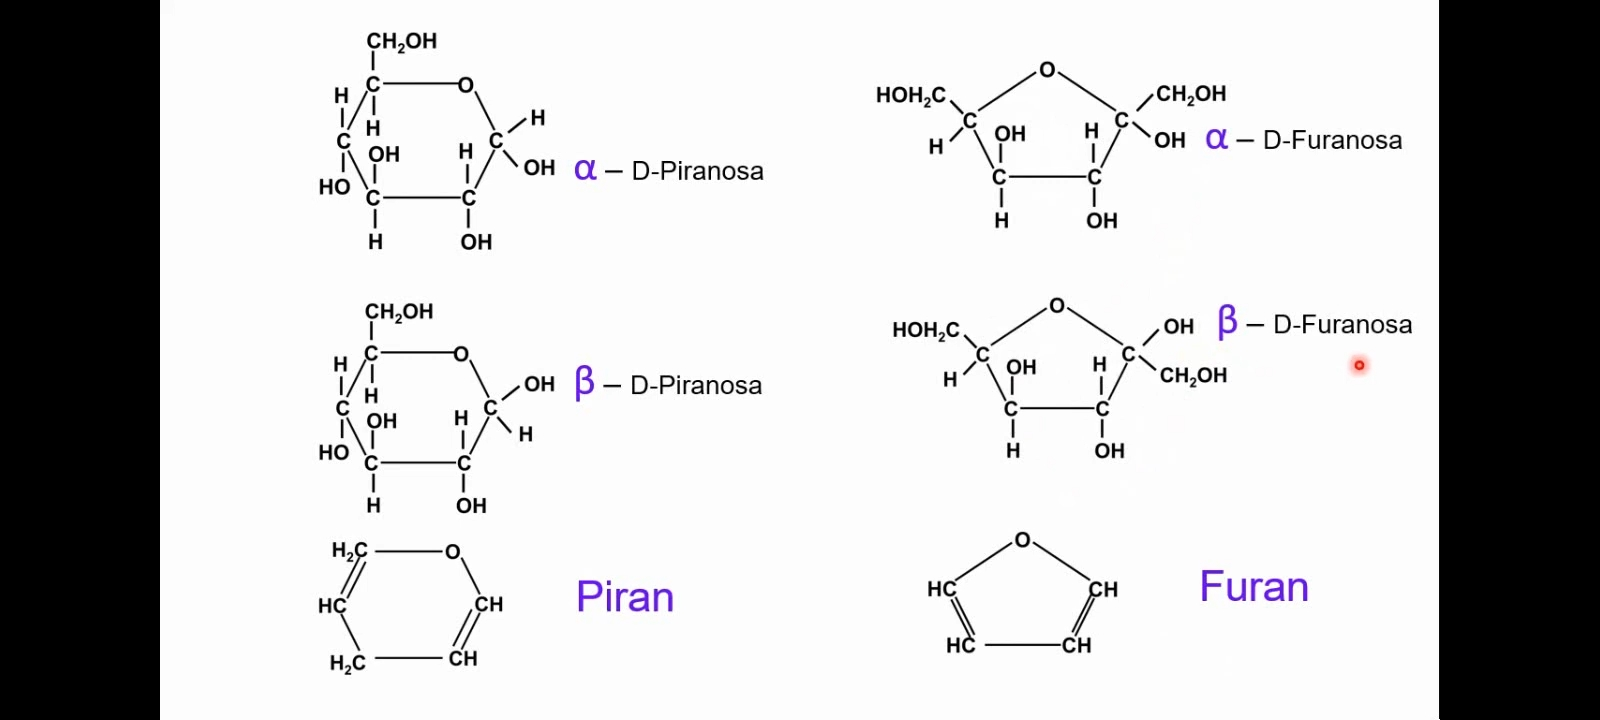 CH₂OH
C O
H H
C H C
OH H OH
HO C C
H OH
α – D-Piranosa
O
HOH₂C CH₂OH
C C
H OH H OH
C C
H OH
α – D-Furanosa
CH₂OH
C O
H OH
C H C
OH H H
HO C C
H OH
β – D-Piranosa
O
HOH₂C OH
C C
H OH H CH₂OH
C C
H OH
β – D-Furanosa
H₂C O
HC CH
H₂C CH
Piran
O
HC CH
HC CH
Furan